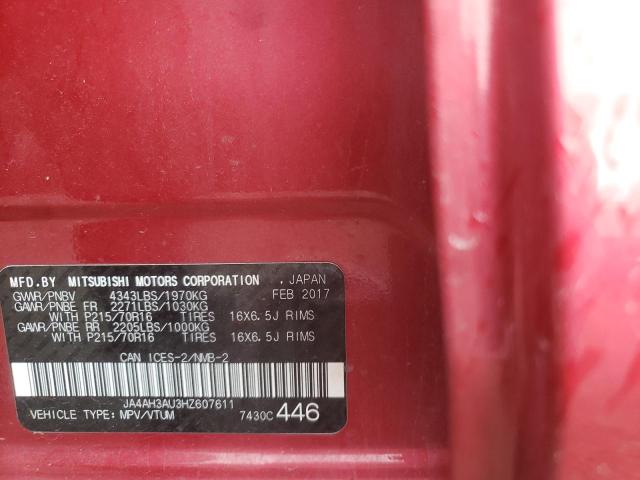 MFD.BY MITSUBISHI MOTORS CORPORATION , JAPAN
GVWR/PNBV 4343LBS/1970KG FEB 2017
GAWR/PNBE FR 2271LBS/1030KG
WITH P215/70R16 TIRES 16X6.5J RIMS
GAWR/PNBE RR 2205LBS/1000KG
WITH P215/70R16 TIRES 16X6.5J RIMS
CAN ICES-2/NMB-2
JA4AH3AU3HZ607611
VEHICLE TYPE: MPV/VTUM 7430C 446